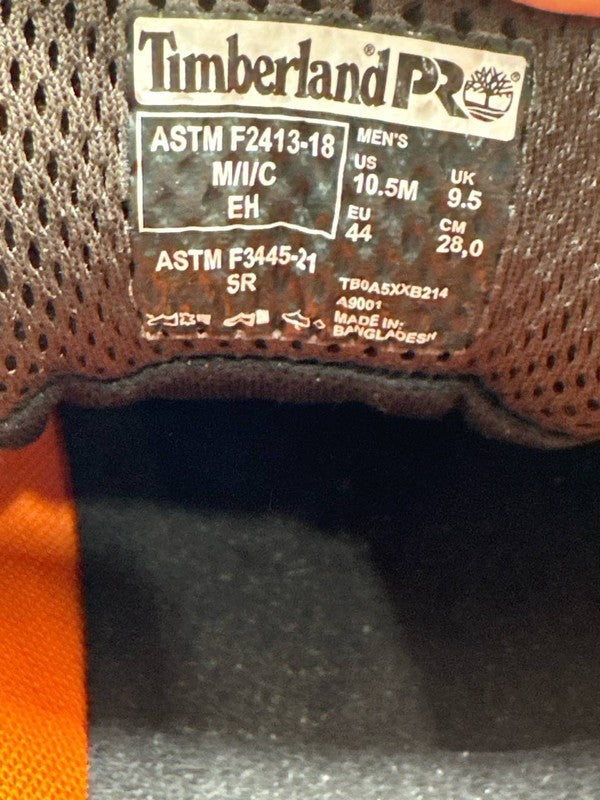 Timberland® PRO®
ASTM F2413-18
M/I/C
EH
ASTM F3445-21
SR
MEN'S
US UK
10.5M 9.5
EU CM
44 28,0
TB0A5XXB214
A9001
MADE IN:
BANGLADESH